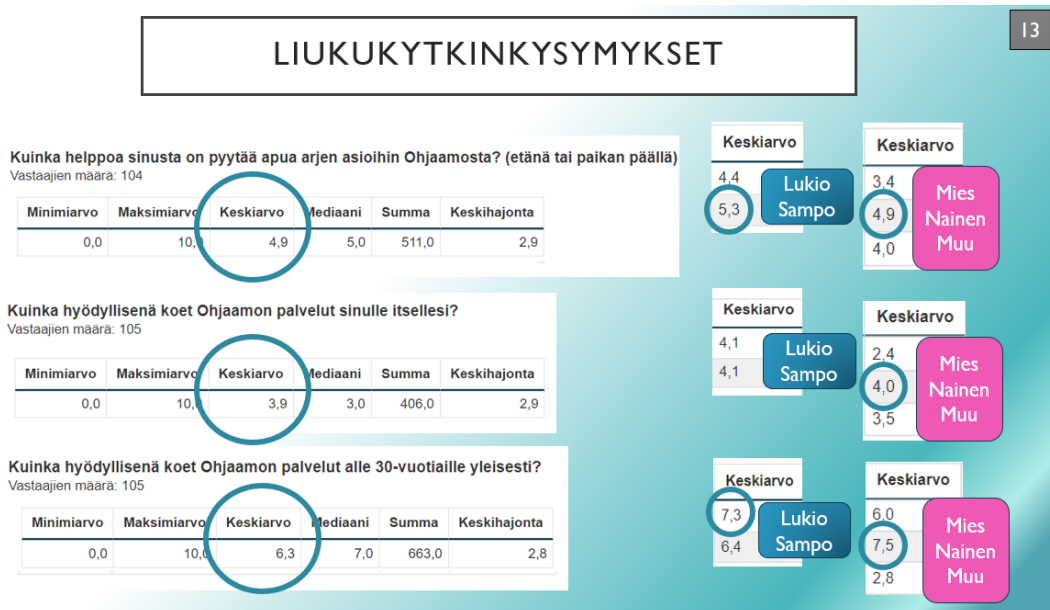 LIUKUKYTKINKYSYMYKSET
13
Kuinka helppoa sinusta on pyytää apua arjen asioihin Ohjaamosta? (etänä tai paikan päällä)
Vastaajien määrä: 104
Minimiarvo Maksimiarvo Keskiarvo Mediaani Summa Keskihajonta
0,0 10,0 4,9 5,0 511,0 2,9
Keskiarvo
4,4
5,3
Lukio
Sampo
Keskiarvo
3,4
4,9
4,0
Mies
Nainen
Muu
Kuinka hyödyllisenä koet Ohjaamon palvelut sinulle itsellesi?
Vastaajien määrä: 105
Minimiarvo Maksimiarvo Keskiarvo Mediaani Summa Keskihajonta
0,0 10,0 3,9 3,0 406,0 2,9
Keskiarvo
4,1
4,1
Lukio
Sampo
Keskiarvo
2,4
4,0
3,5
Mies
Nainen
Muu
Kuinka hyödyllisenä koet Ohjaamon palvelut alle 30-vuotiaille yleisesti?
Vastaajien määrä: 105
Minimiarvo Maksimiarvo Keskiarvo Mediaani Summa Keskihajonta
0,0 10,0 6,3 7,0 663,0 2,8
Keskiarvo
7,3
6,4
Lukio
Sampo
Keskiarvo
6,0
7,5
2,8
Mies
Nainen
Muu